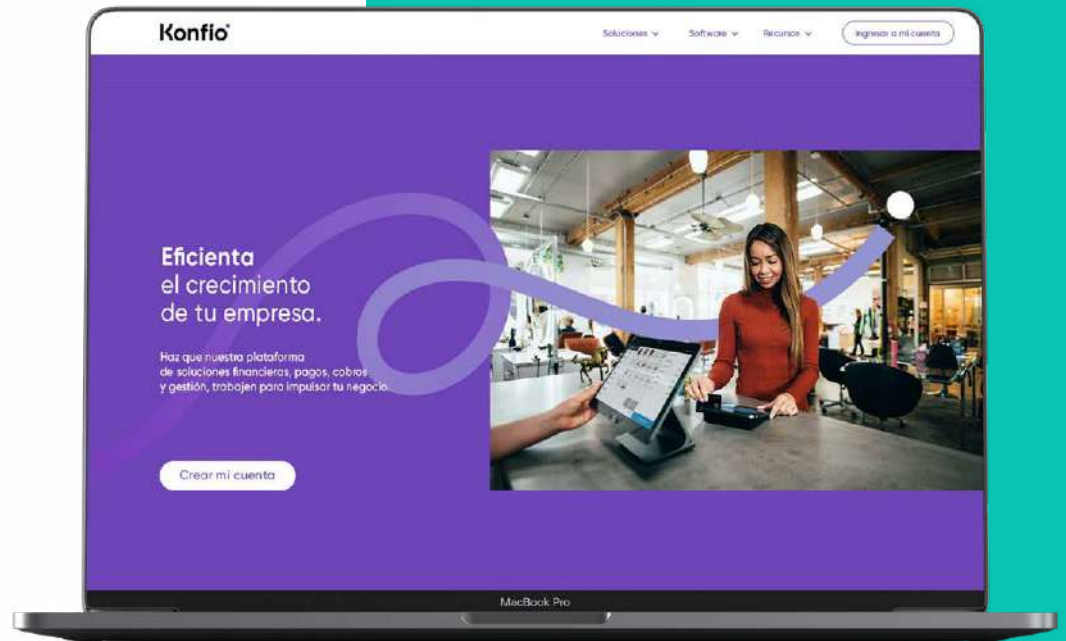 Konfío
Soluciones
Software
Recursos
Ingresar a mi cuenta
Eficienta
el crecimiento
de tu empresa.
Haz que nuestra plataforma
de soluciones financieras, pagos, cobros
y gestión, trabajen para impulsar tu negocio.
Crear mi cuenta
MacBook Pro